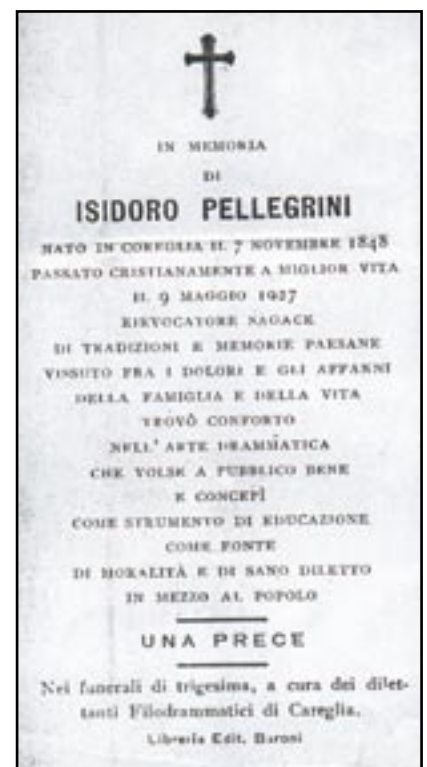 IN MEMORIA
DI
ISIDORO PELLEGRINI
NATO IN COREGLIA IL 7 NOVEMBRE 1848
PASSATO CRISTIANAMENTE A MIGLIOR VITA
IL 9 MAGGIO 1927
RIEVOCATORE SAGACE
DI TRADIZIONI E MEMORIE PAESANE
VISSUTO FRA I DOLORI E GLI AFFANNI
DELLA FAMIGLIA E DELLA VITA
TROVÒ CONFORTO
NELL' ARTE DRAMMATICA
CHE VOLSE A PUBBLICO BENE
E CONCEPÌ
COME STRUMENTO DI EDUCAZIONE
COME FONTE
DI MORALITÀ E DI SANO DILETTO
IN MEZZO AL POPOLO
UNA PRECE
Nei funerali di trigesima, a cura dei dilet-
tanti Filodrammatici di Coreglia.
Libreria Edit. Baroni